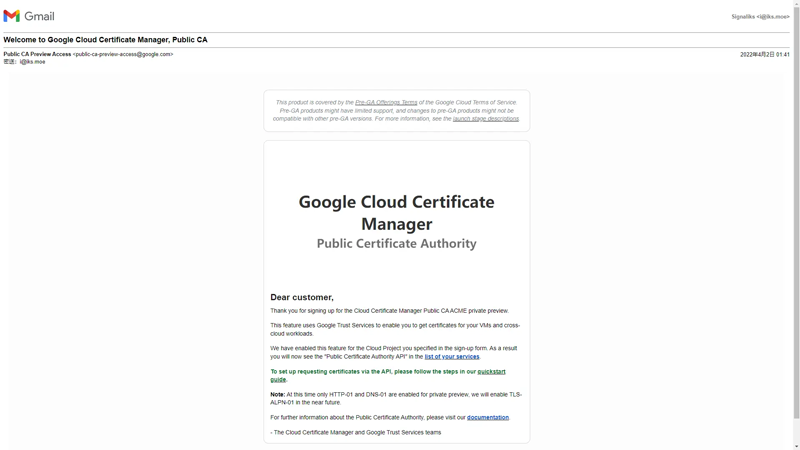 Gmail
Signaliks <i@iks.moe>
Welcome to Google Cloud Certificate Manager, Public CA
Public CA Preview Access <public-ca-preview-access@google.com>
2022年4月2日 01:41
密送: i@iks.moe
This product is covered by the Pre-GA Offerings Terms of the Google Cloud Terms of Service.
Pre-GA products might have limited support, and changes to pre-GA products might not be
compatible with other pre-GA versions. For more information, see the launch stage descriptions.
Google Cloud Certificate
Manager
Public Certificate Authority
Dear customer,
Thank you for signing up for the Cloud Certificate Manager Public CA ACME private preview.
This feature uses Google Trust Services to enable you to get certificates for your VMs and cross-
cloud workloads.
We have enabled this feature for the Cloud Project you specified in the sign-up form. As a result
you will now see the "Public Certificate Authority API" in the list of your services.
To set up requesting certificates via the API, please follow the steps in our quickstart
guide.
Note: At this time only HTTP-01 and DNS-01 are enabled for private preview, we will enable TLS-
ALPN-01 in the near future.
For further information about the Public Certificate Authority, please visit our documentation.
- The Cloud Certificate Manager and Google Trust Services teams